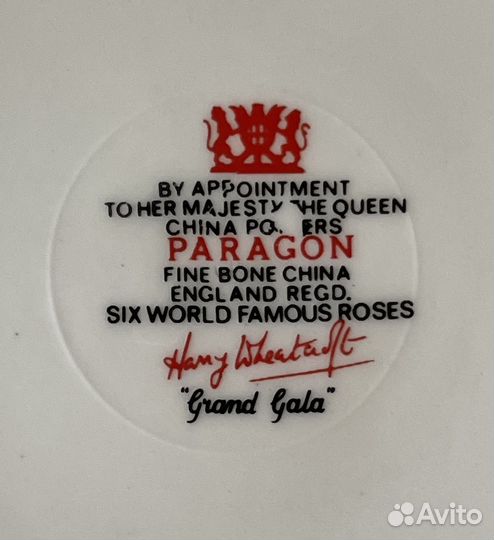 BY APPOINTMENT
TO HER MAJESTY THE QUEEN
CHINA
PARAGON
FINE BONE CHINA
ENGLAND REGD.
SIX WORLD FAMOUS ROSES
Harry Wheatcroft
"Grand Gala"
Avito